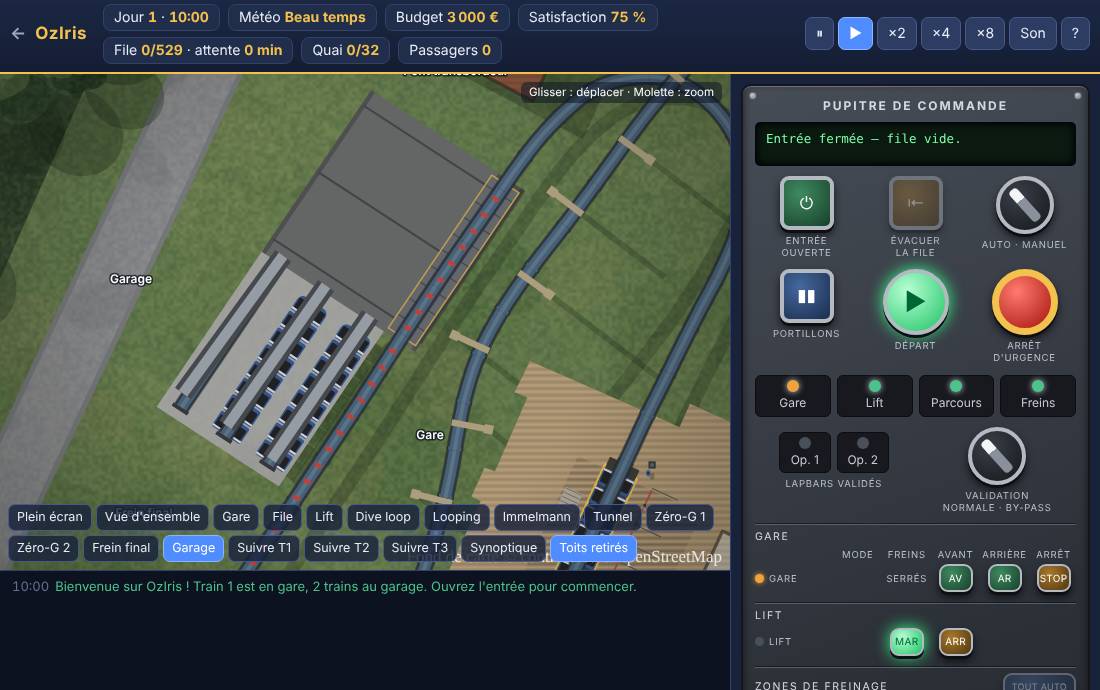 ← OzIris
Jour 1 · 10:00
Météo Beau temps
Budget 3 000 €
Satisfaction 75 %
File 0/529 · attente 0 min
Quai 0/32
Passagers 0
×2
×4
×8
Son
?
Glisser : déplacer · Molette : zoom
Garage
Gare
Plein écran
Vue d'ensemble
Gare
File
Lift
Dive loop
Looping
Immelmann
Tunnel
Zéro-G 1
Zéro-G 2
Frein final
Garage
Suivre T1
Suivre T2
Suivre T3
Synoptique
Toits retirés
10:00 Bienvenue sur OzIris ! Train 1 est en gare, 2 trains au garage. Ouvrez l'entrée pour commencer.
PUPITRE DE COMMANDE
Entrée fermée — file vide.
ENTRÉE
OUVERTE
ÉVACUER
LA FILE
AUTO · MANUEL
PORTILLONS
DÉPART
ARRÊT
D'URGENCE
Gare
Lift
Parcours
Freins
Op. 1
Op. 2
LAPBARS VALIDÉS
VALIDATION
NORMALE · BY-PASS
GARE
MODE FREINS AVANT ARRIÈRE ARRÊT
GARE SERRÉS AV AR STOP
LIFT
LIFT MAR ARR
ZONES DE FREINAGE
TOUT AUTO